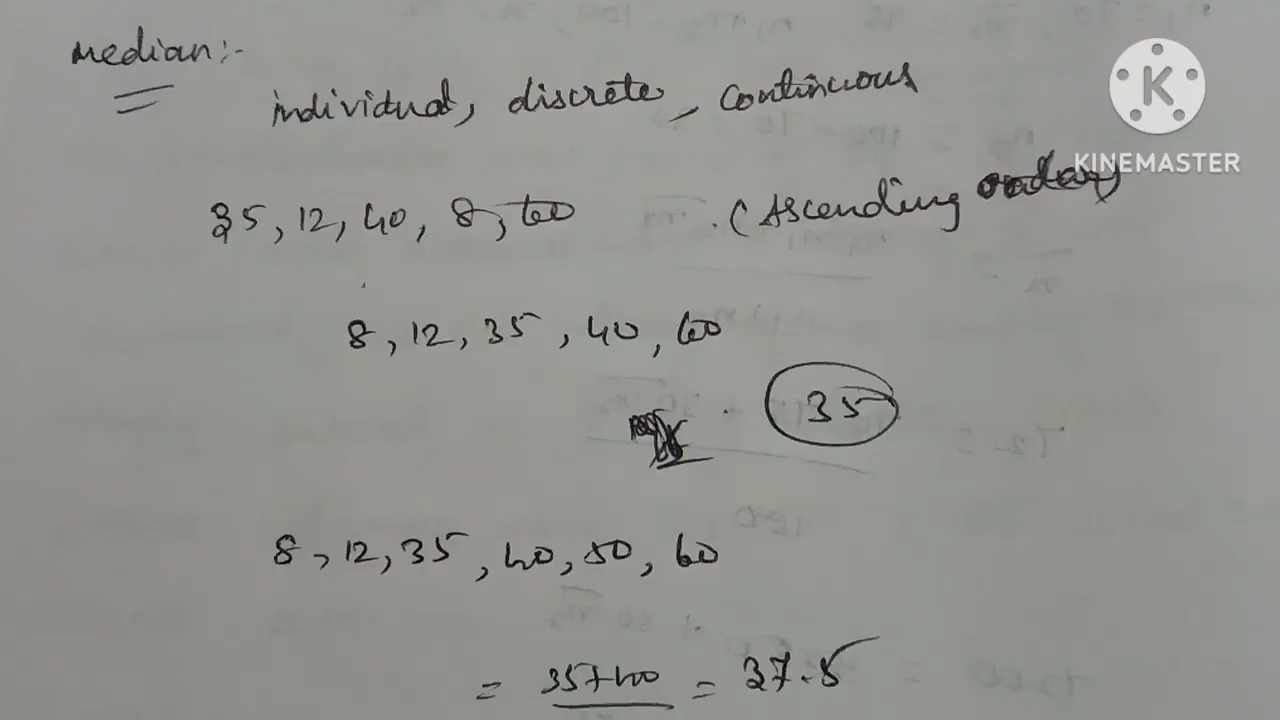 median:-
individual, discrete, continuous
K
KINEMASTER
35, 12, 40, 8, 60
(Ascending order)
8, 12, 35, 40, 60
35
8, 12, 35, 40, 50, 60
= 35+40 = 37.5